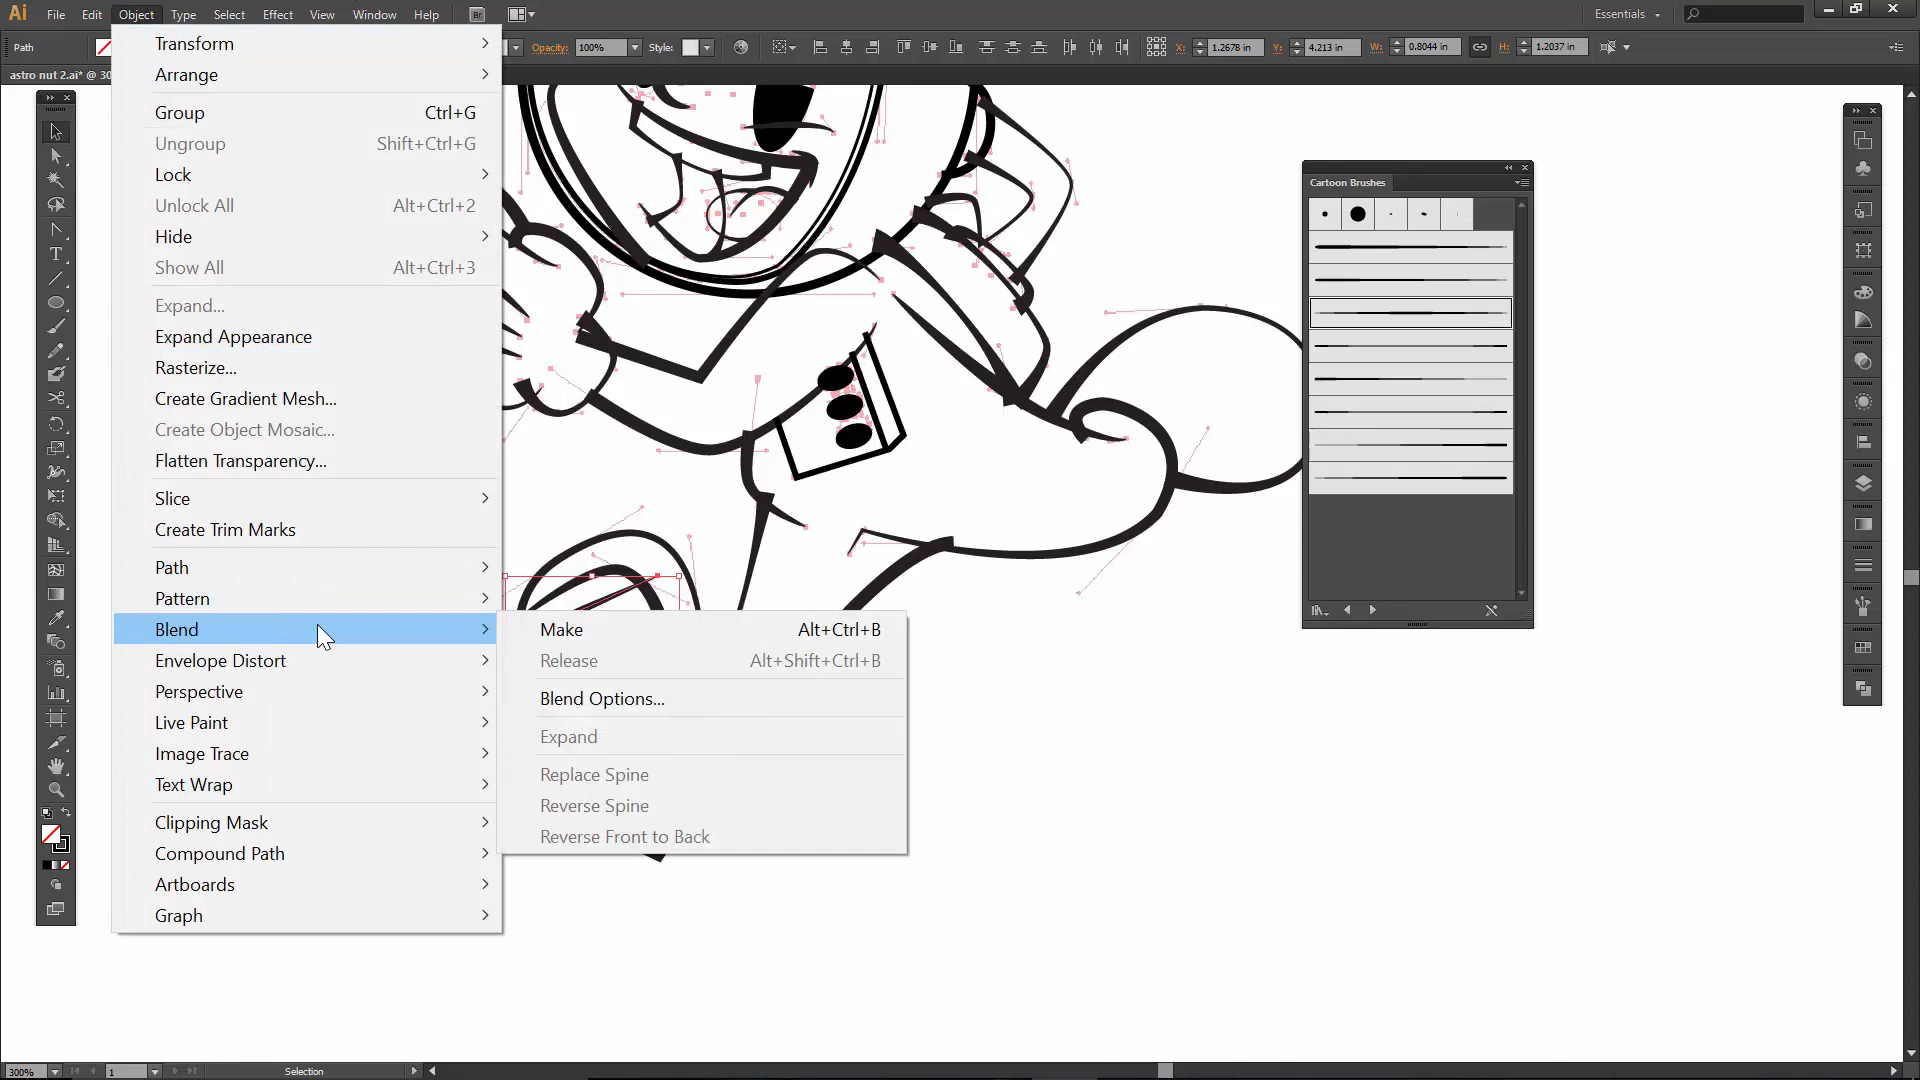 Ai File Edit Object Type Select Effect View Window Help Br Essentials
Path Opacity: 100% Style: X: 1.2678 in Y: 4.213 in W: 0.8044 in H: 1.2037 in
astro nut 2.ai* @ 30
Transform
Arrange
Group Ctrl+G
Ungroup Shift+Ctrl+G
Lock
Unlock All Alt+Ctrl+2
Hide
Show All Alt+Ctrl+3
Expand...
Expand Appearance
Rasterize...
Create Gradient Mesh...
Create Object Mosaic...
Flatten Transparency...
Slice
Create Trim Marks
Path
Pattern
Blend
Envelope Distort
Perspective
Live Paint
Image Trace
Text Wrap
Clipping Mask
Compound Path
Artboards
Graph
Make Alt+Ctrl+B
Release Alt+Shift+Ctrl+B
Blend Options...
Expand
Replace Spine
Reverse Spine
Reverse Front to Back
Cartoon Brushes
300% 1 Selection